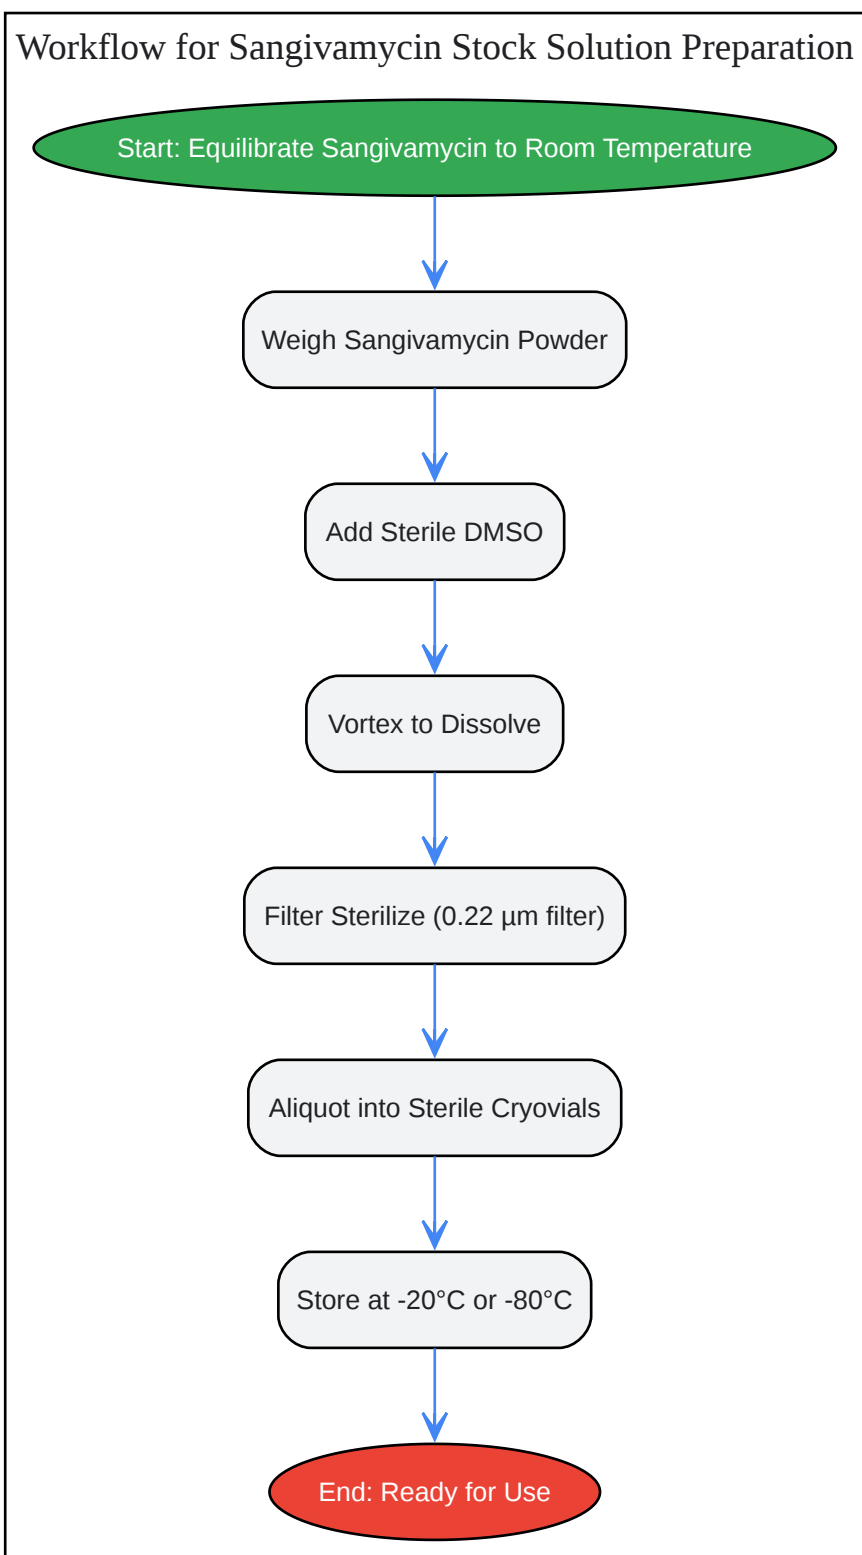 Workflow for Sangivamycin Stock Solution Preparation
Start: Equilibrate Sangivamycin to Room Temperature
Weigh Sangivamycin Powder
Add Sterile DMSO
Vortex to Dissolve
Filter Sterilize (0.22 µm filter)
Aliquot into Sterile Cryovials
Store at -20°C or -80°C
End: Ready for Use